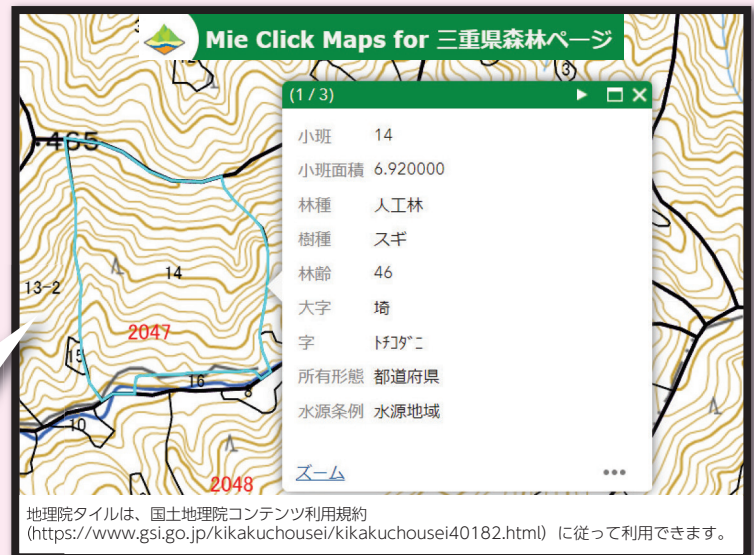 Mie Click Maps for 三重県森林ページ
(3)
(1 / 3)
小班 14
小班面積 6.920000
林種 人工林
樹種 スギ
林齢 46
大字 埼
字 ﾄﾁｺﾀﾞﾆ
所有形態 都道府県
水源条例 水源地域
ズーム
•••
465
14
13-2
2047
15
16
8
10
2048
地理院タイルは、国土地理院コンテンツ利用規約
(https://www.gsi.go.jp/kikakuchousei/kikakuchousei40182.html）に従って利用できます。